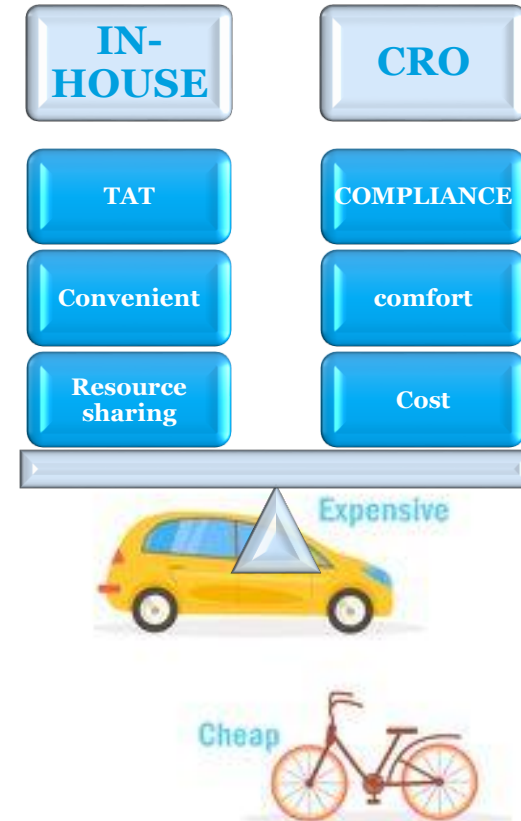 IN-
HOUSE
CRO
TAT
COMPLIANCE
Convenient
comfort
Resource
sharing
Cost
Expensive
Cheap